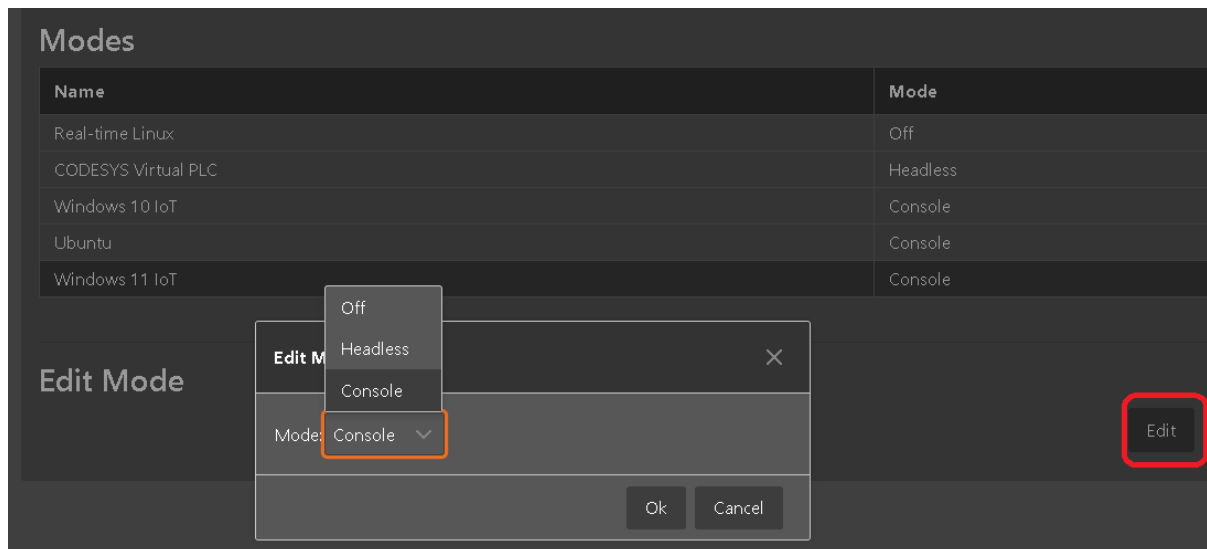 Modes
Name Mode
Real-time Linux Off
CODESYS Virtual PLC Headless
Windows 10 IoT Console
Ubuntu Console
Windows 11 IoT Console
Off
Headless
Console
Edit M
Edit Mode
Mode: Console
Edit
Ok Cancel